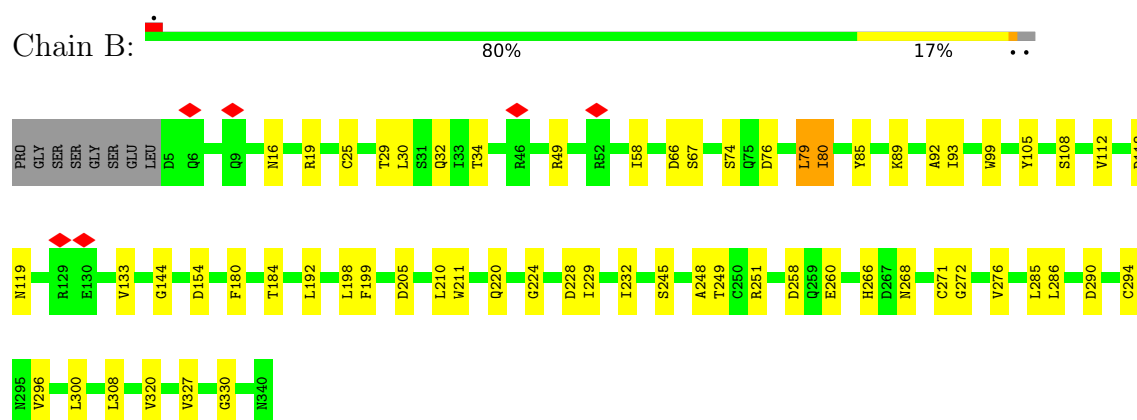 Chain B:
80%
17%
PRO GLY SER SER GLY SER GLU LEU D5 Q6 Q9 N16 R19 C25 T29 L30 S31 Q32 I33 T34 R46 R49 R52 I58 D66 S67 S74 Q75 D76 L79 I80 Y85 K89 A92 I93 W99 Y105 S108 V112
N119 R129 E130 V133 G144 D154 F180 T184 L192 L198 F199 D205 L210 W211 Q220 G224 D228 I229 I232 S245 A248 T249 C250 R251 D258 Q259 E260 H266 D267 N268 C271 G272 V276 L285 L286 D290 C294
N295 V296 L300 L308 V320 V327 G330 N340